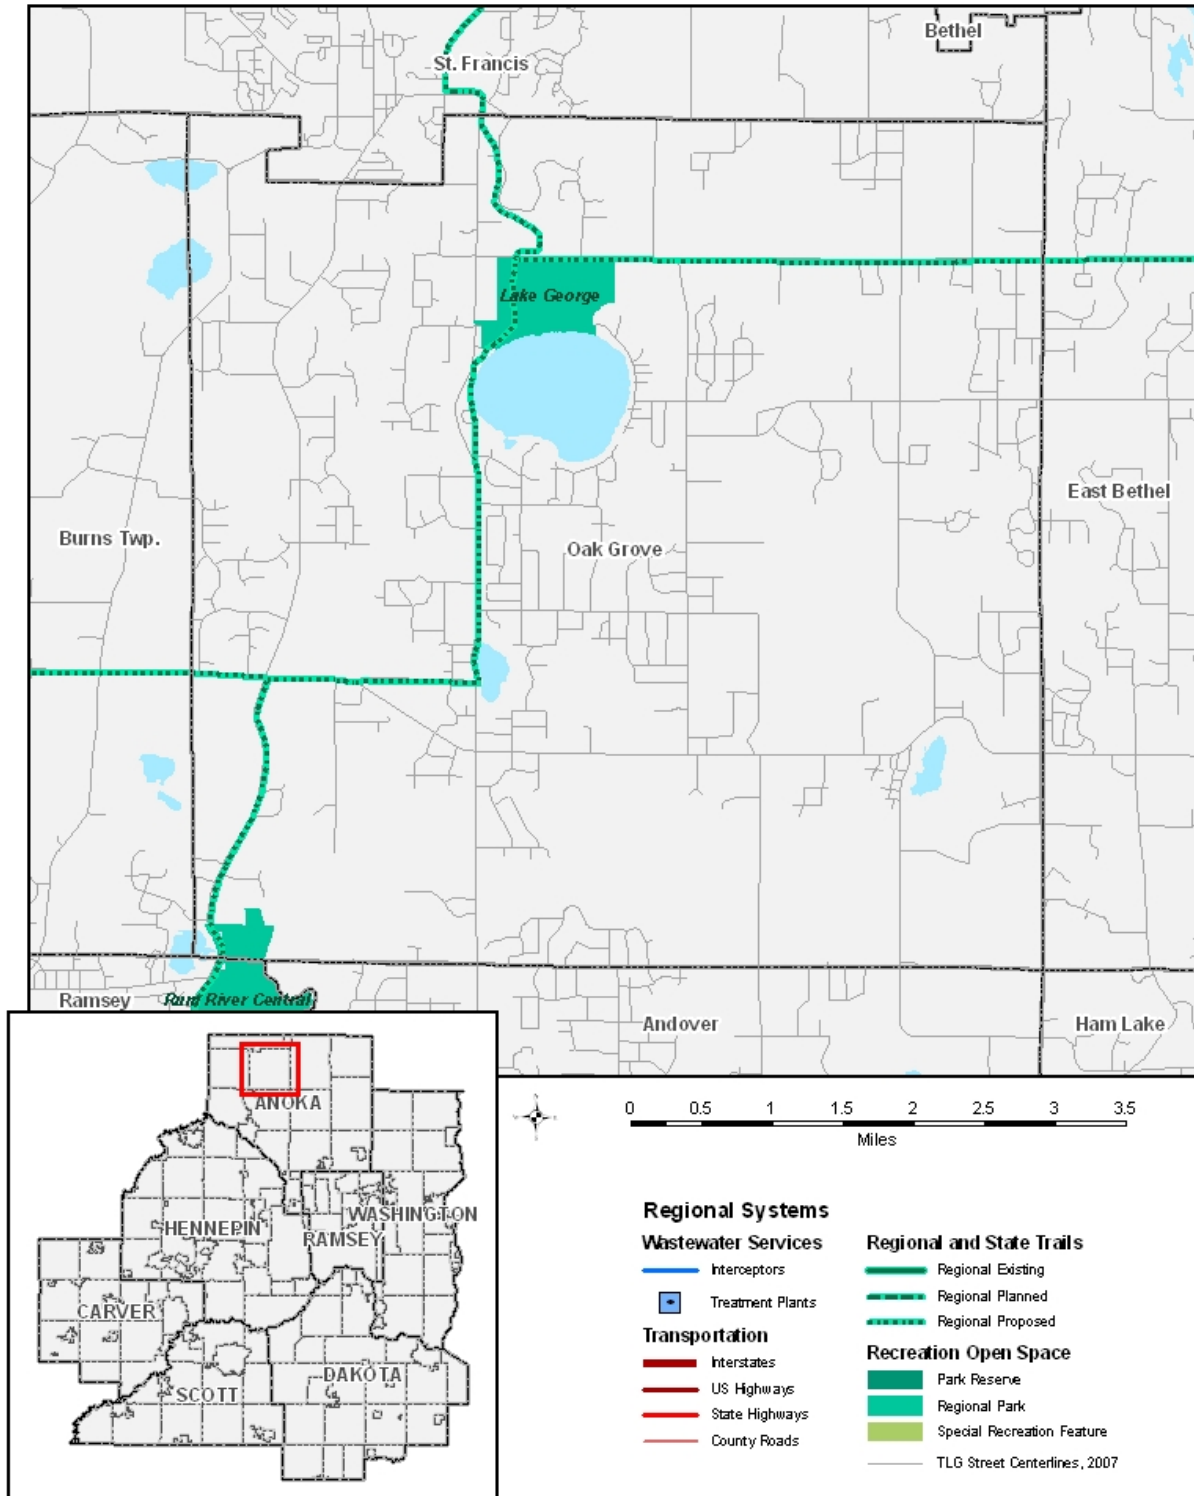 Bethel
St. Francis
Lake George
East Bethel
Burns Twp.
Oak Grove
Ramsey
Rum River Central
Andover
Ham Lake
ANOKA
HENNEPIN
RAMSEY
WASHINGTON
CARVER
SCOTT
DAKOTA
0 0.5 1 1.5 2 2.5 3 3.5
Miles
Regional Systems
Wastewater Services
Interceptors
Treatment Plants
Transportation
Interstates
US Highways
State Highways
County Roads
Regional and State Trails
Regional Existing
Regional Planned
Regional Proposed
Recreation Open Space
Park Reserve
Regional Park
Special Recreation Feature
TLG Street Centerlines, 2007